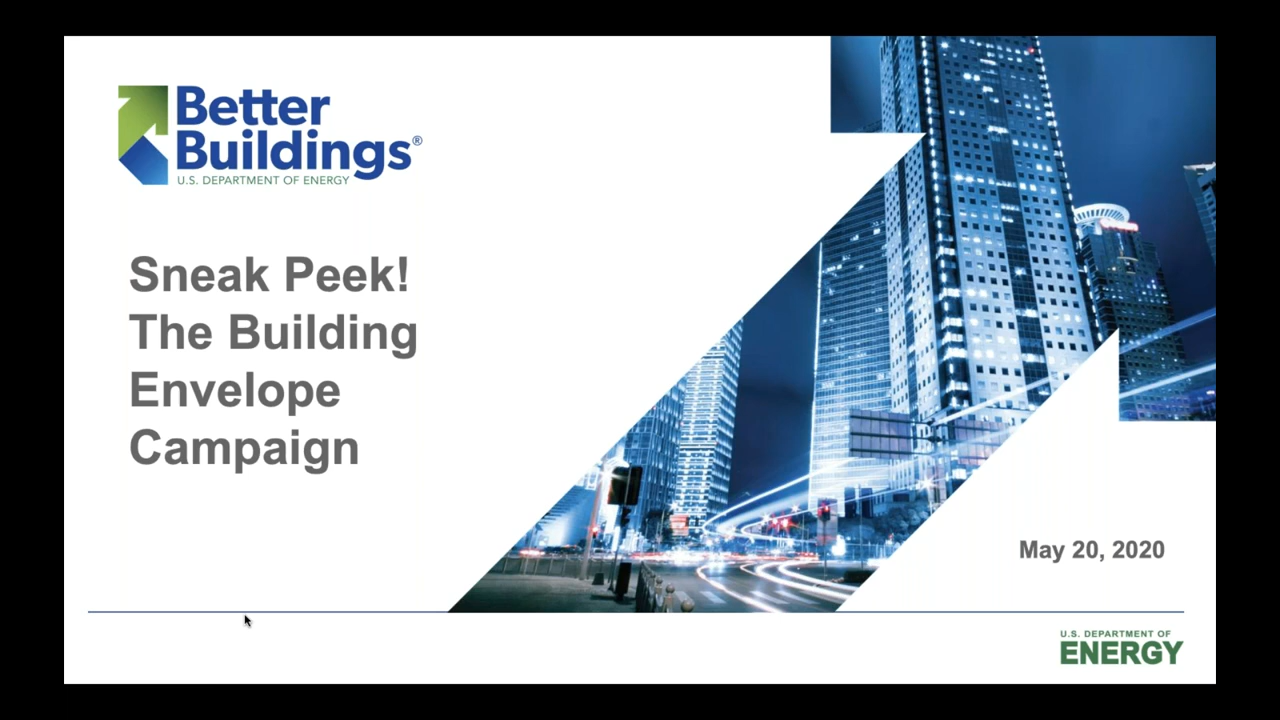 Better
Buildings®
U.S. DEPARTMENT OF ENERGY
Sneak Peek!
The Building
Envelope
Campaign
May 20, 2020
U.S. DEPARTMENT OF
ENERGY